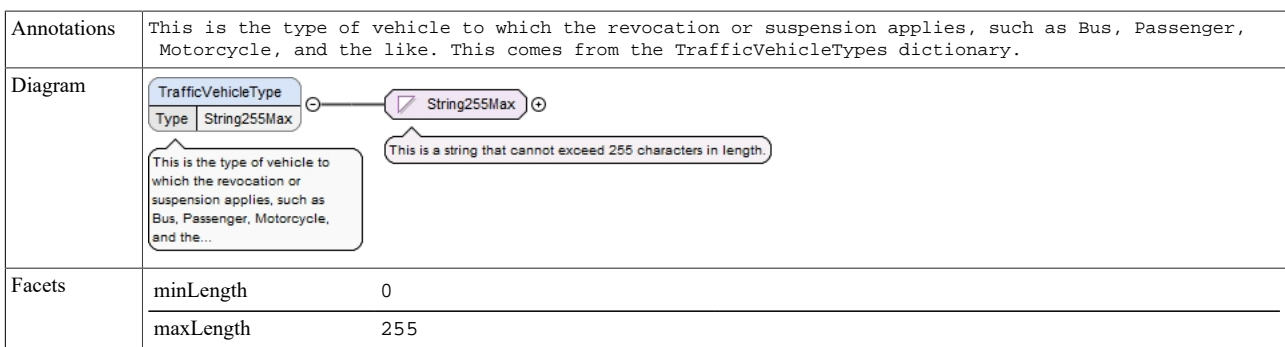 Annotations
This is the type of vehicle to which the revocation or suspension applies, such as Bus, Passenger,
Motorcycle, and the like. This comes from the TrafficVehicleTypes dictionary.
Diagram
TrafficVehicleType
Type String255Max
String255Max
This is a string that cannot exceed 255 characters in length.
This is the type of vehicle to
which the revocation or
suspension applies, such as
Bus, Passenger, Motorcycle,
and the...
Facets
minLength 0
maxLength 255